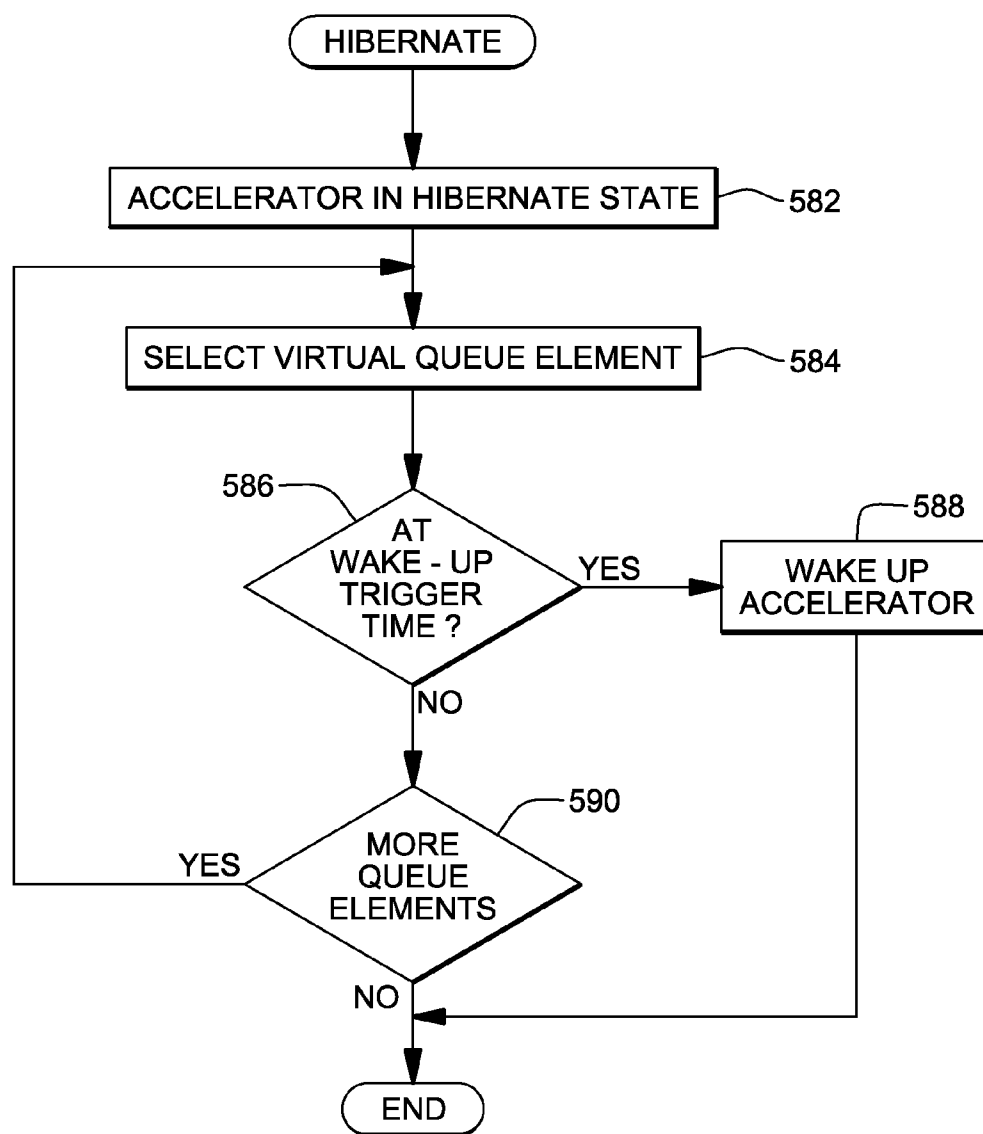 HIBERNATE
ACCELERATOR IN HIBERNATE STATE
582
SELECT VIRTUAL QUEUE ELEMENT
584
586
AT
WAKE - UP
TRIGGER
TIME ?
YES
588
WAKE UP
ACCELERATOR
NO
590
MORE
QUEUE
ELEMENTS
YES
NO
END